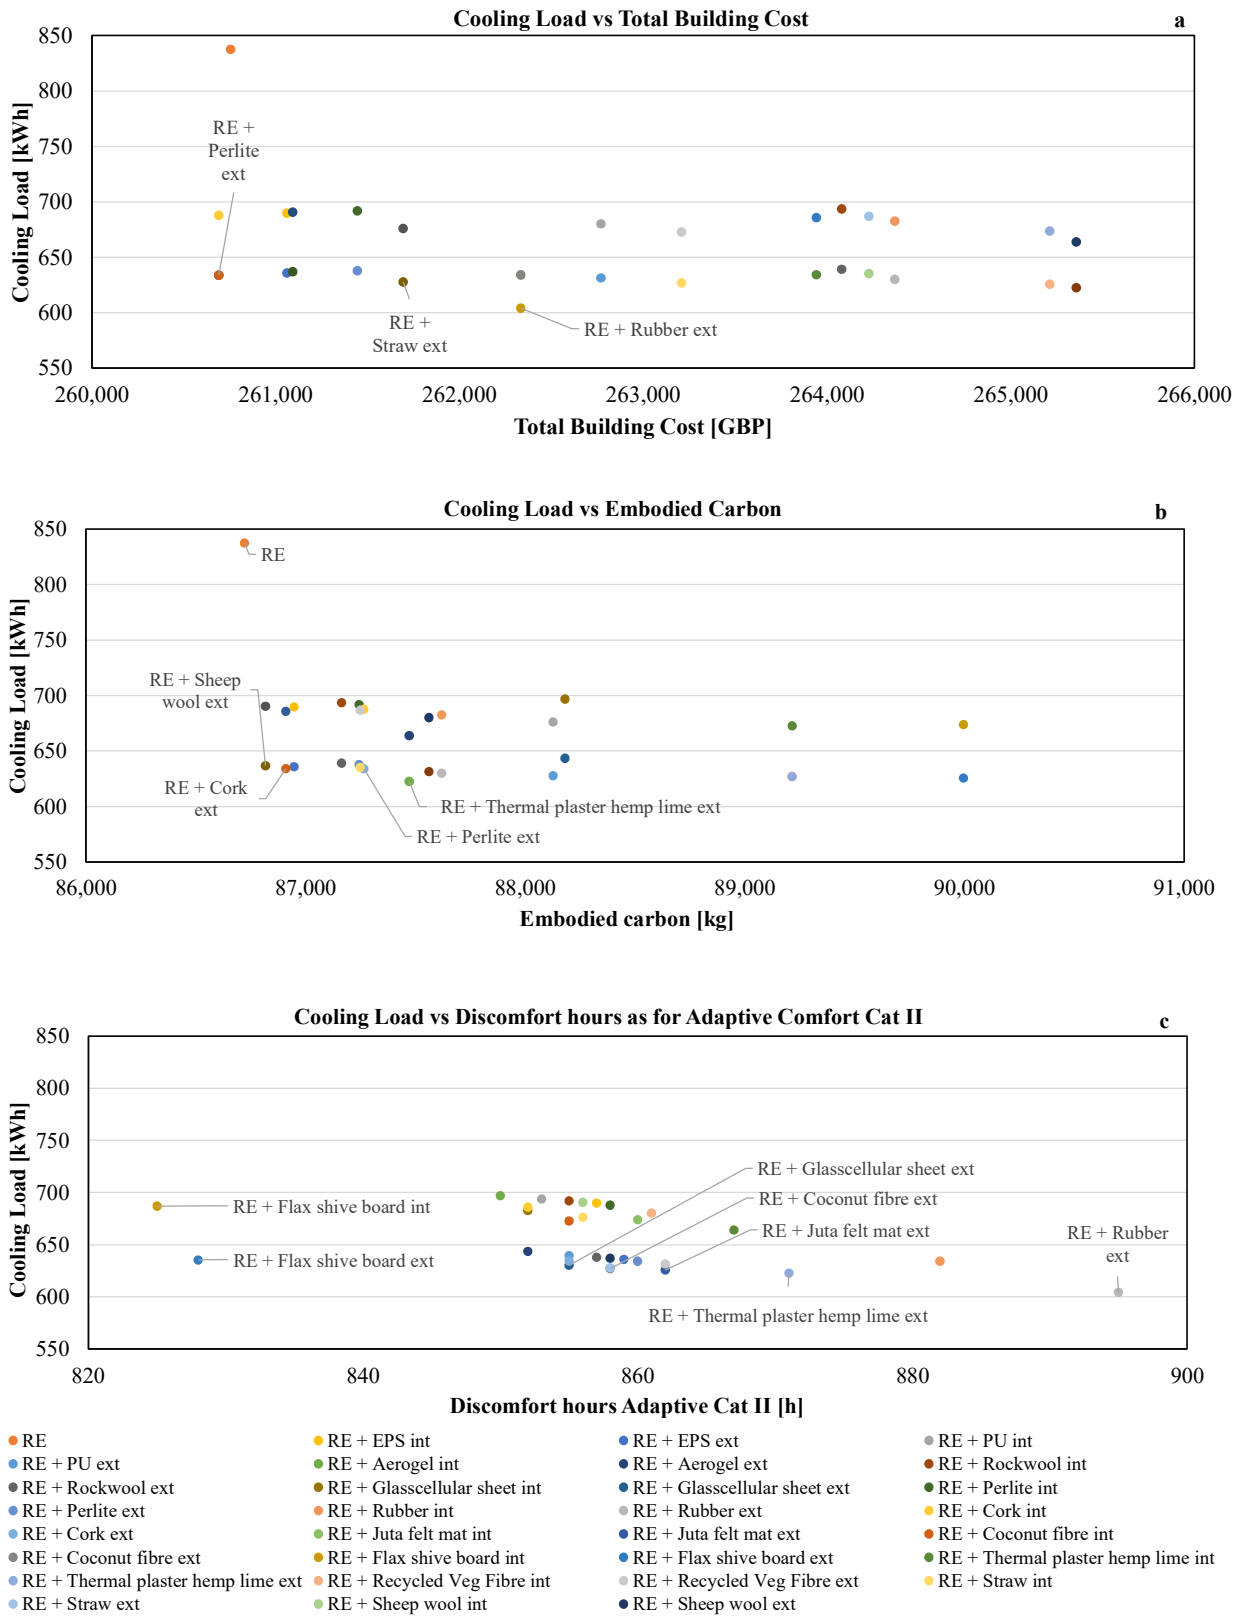 Cooling Load vs Total Building Cost
a
Cooling Load [kWh]
850
800
750
700
650
600
550
RE +
Perlite
ext
RE +
Straw ext
RE + Rubber ext
260,000
261,000
262,000
263,000
264,000
265,000
266,000
Total Building Cost [GBP]
Cooling Load vs Embodied Carbon
b
Cooling Load [kWh]
850
800
750
700
650
600
550
RE
RE + Sheep
wool ext
RE + Cork
ext
RE + Thermal plaster hemp lime ext
RE + Perlite ext
86,000
87,000
88,000
89,000
90,000
91,000
Embodied carbon [kg]
Cooling Load vs Discomfort hours as for Adaptive Comfort Cat II
c
Cooling Load [kWh]
850
800
750
700
650
600
550
RE + Glasscellular sheet ext
RE + Coconut fibre ext
RE + Flax shive board int
RE + Juta felt mat ext
RE + Rubber
ext
RE + Flax shive board ext
RE + Thermal plaster hemp lime ext
820
840
860
880
900
Discomfort hours Adaptive Cat II [h]
RE
RE + EPS int
RE + EPS ext
RE + PU int
RE + PU ext
RE + Aerogel int
RE + Aerogel ext
RE + Rockwool int
RE + Rockwool ext
RE + Glasscellular sheet int
RE + Glasscellular sheet ext
RE + Perlite int
RE + Perlite ext
RE + Rubber int
RE + Rubber ext
RE + Cork int
RE + Cork ext
RE + Juta felt mat int
RE + Juta felt mat ext
RE + Coconut fibre int
RE + Coconut fibre ext
RE + Flax shive board int
RE + Flax shive board ext
RE + Thermal plaster hemp lime int
RE + Thermal plaster hemp lime ext
RE + Recycled Veg Fibre int
RE + Recycled Veg Fibre ext
RE + Straw int
RE + Straw ext
RE + Sheep wool int
RE + Sheep wool ext